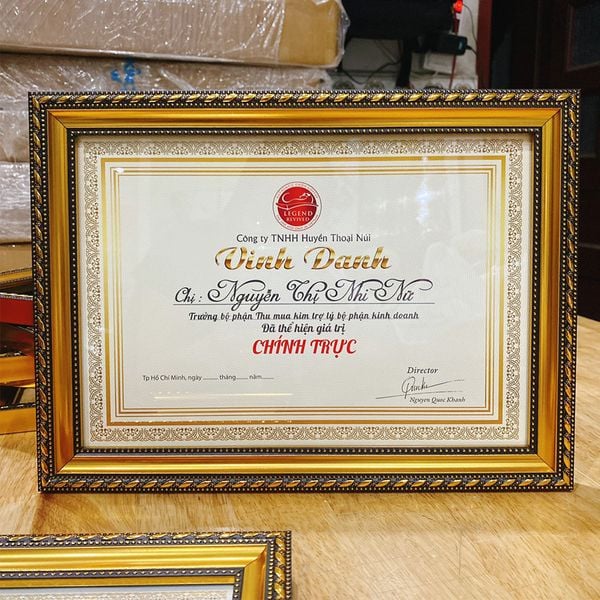 LEGEND
REVIVED
Công ty TNHH Huyền Thoại Núi
Vinh Danh
Chị : Nguyễn Thị Nhi Nữ
Trưởng bộ phận Thu mua kim trợ lý bộ phận kinh doanh
Đã thể hiện giá trị
CHÍNH TRỰC
Tp Hồ Chí Minh, ngày ........ tháng ........ năm........
Director
Nguyen Quoc Khanh